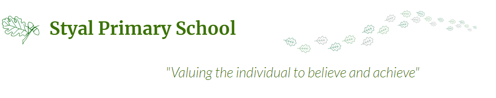 Styal Primary School
"Valuing the individual to believe and achieve"